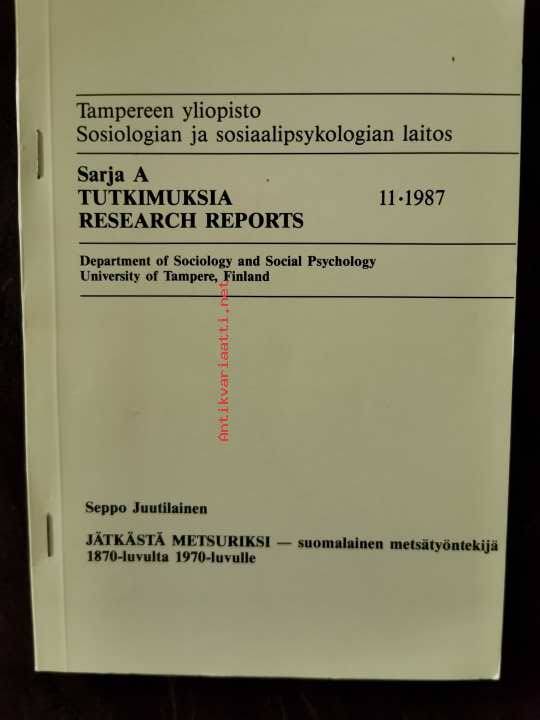 Tampereen yliopisto
Sosiologian ja sosiaalipsykologian laitos
Sarja A
TUTKIMUKSIA 11·1987
RESEARCH REPORTS
Department of Sociology and Social Psychology
University of Tampere, Finland
Antikvariaatti.net
Seppo Juutilainen
JÄTKÄSTÄ METSURIKSI — suomalainen metsätyöntekijä
1870-luvulta 1970-luvulle